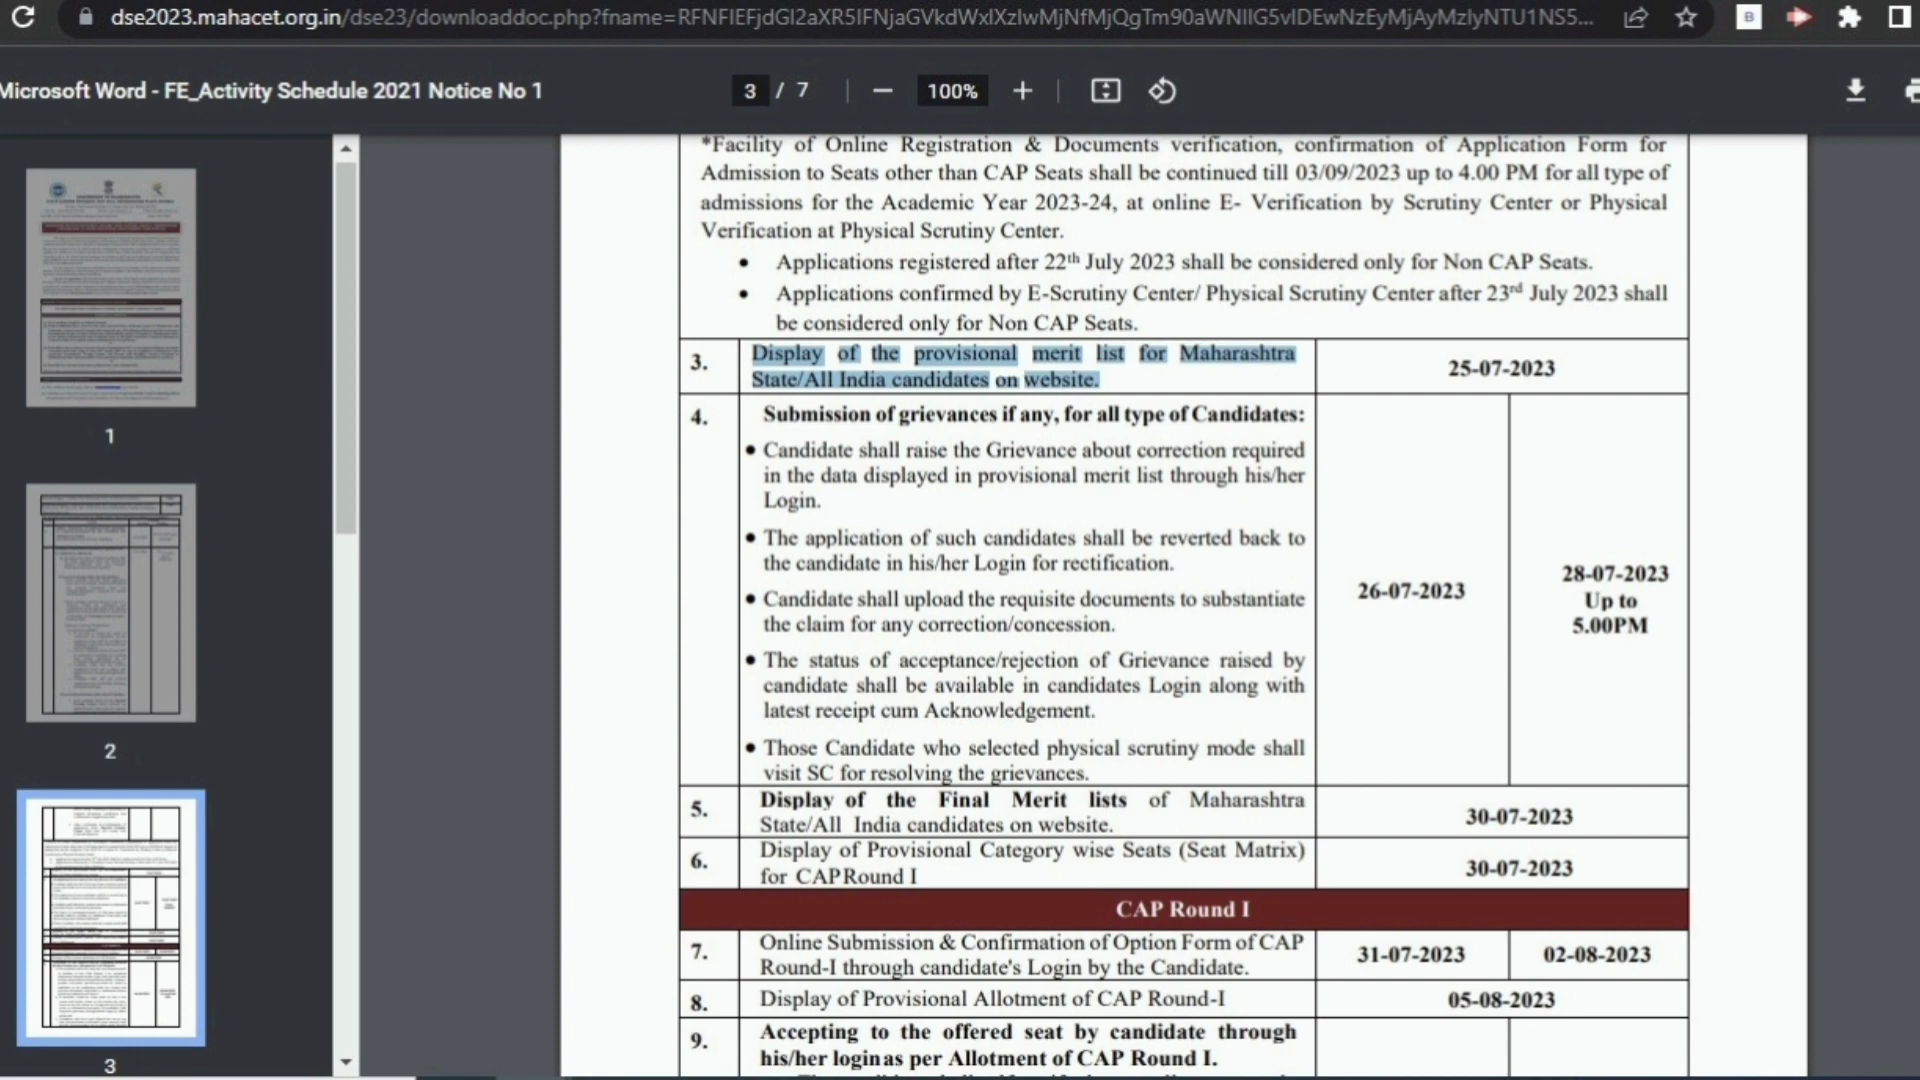 dse2023.mahacet.org.in/dse23/downloaddoc.php?fname=RFNFIEFjdGl2aXR5IFNjaGVkdWxlXzIwMjNfMjQgTm90aWNlIG5vIDEwNzEyMjAyMzIyNTU1NS5...
B
Microsoft Word - FE_Activity Schedule 2021 Notice No 1
3 / 7
100%
1
2
3
*Facility of Online Registration & Documents verification, confirmation of Application Form for
Admission to Seats other than CAP Seats shall be continued till 03/09/2023 up to 4.00 PM for all type of
admissions for the Academic Year 2023-24, at online E- Verification by Scrutiny Center or Physical
Verification at Physical Scrutiny Center.
• Applications registered after 22th July 2023 shall be considered only for Non CAP Seats.
• Applications confirmed by E-Scrutiny Center/ Physical Scrutiny Center after 23rd July 2023 shall
be considered only for Non CAP Seats.
3. Display of the provisional merit list for Maharashtra
State/All India candidates on website.
25-07-2023
4. Submission of grievances if any, for all type of Candidates:
• Candidate shall raise the Grievance about correction required
in the data displayed in provisional merit list through his/her
Login.
• The application of such candidates shall be reverted back to
the candidate in his/her Login for rectification.
• Candidate shall upload the requisite documents to substantiate
the claim for any correction/concession.
• The status of acceptance/rejection of Grievance raised by
candidate shall be available in candidates Login along with
latest receipt cum Acknowledgement.
• Those Candidate who selected physical scrutiny mode shall
visit SC for resolving the grievances.
26-07-2023
28-07-2023
Up to
5.00PM
5. Display of the Final Merit lists of Maharashtra
State/All India candidates on website.
30-07-2023
6. Display of Provisional Category wise Seats (Seat Matrix)
for CAP Round I
30-07-2023
CAP Round I
7. Online Submission & Confirmation of Option Form of CAP
Round-I through candidate's Login by the Candidate.
31-07-2023
02-08-2023
8. Display of Provisional Allotment of CAP Round-I
05-08-2023
9. Accepting to the offered seat by candidate through
his/her login as per Allotment of CAP Round I.